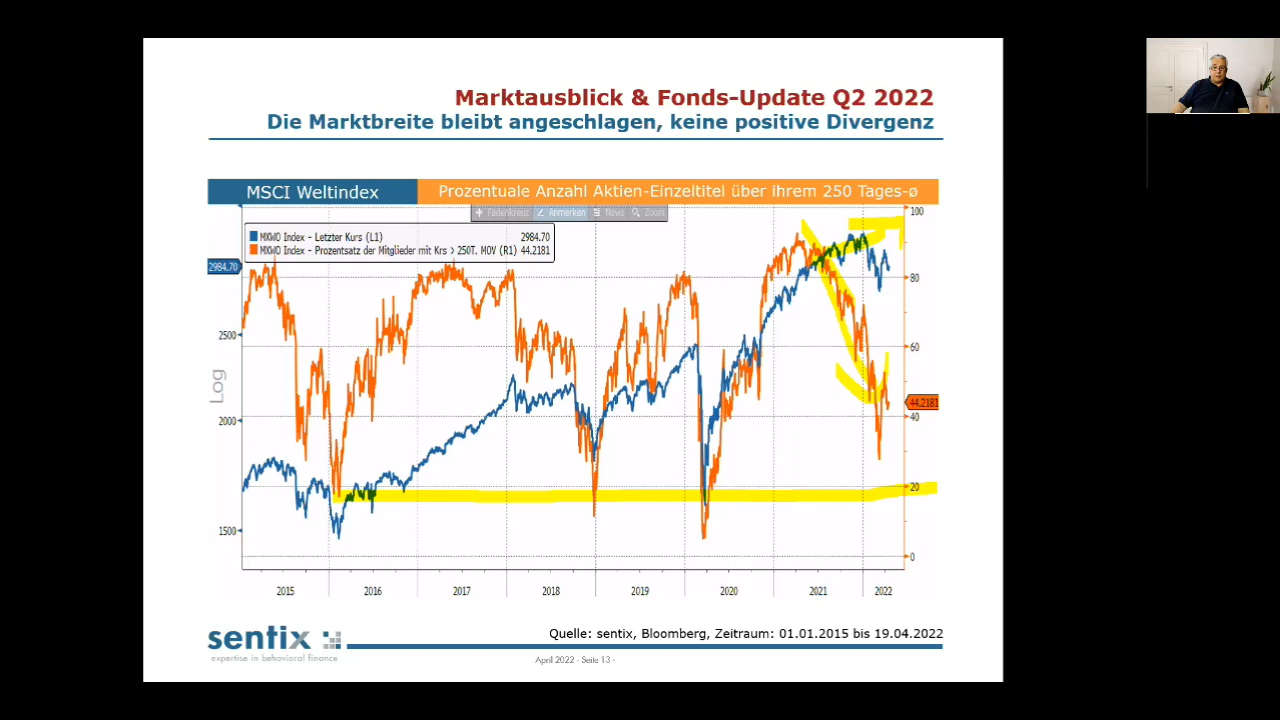 Marktausblick & Fonds-Update Q2 2022
Die Marktbreite bleibt angeschlagen, keine positive Divergenz
MSCI Weltindex
Prozentuale Anzahl Aktien-Einzeltitel über ihrem 250 Tages-ø
Fadenkreuz Anmerken News Zoom
MXWO Index - Letzter Kurs (L1) 2984.70
MXWO Index - Prozentsatz der Mitglieder mit Krs > 250T. MOV (R1) 44.2181
100
2984.70
80
2500
60
Log
44.2181
2000
40
20
1500
0
2015 2016 2017 2018 2019 2020 2021 2022
sentix
expertise in behavioral finance
Quelle: sentix, Bloomberg, Zeitraum: 01.01.2015 bis 19.04.2022
April 2022 - Seite 13 -